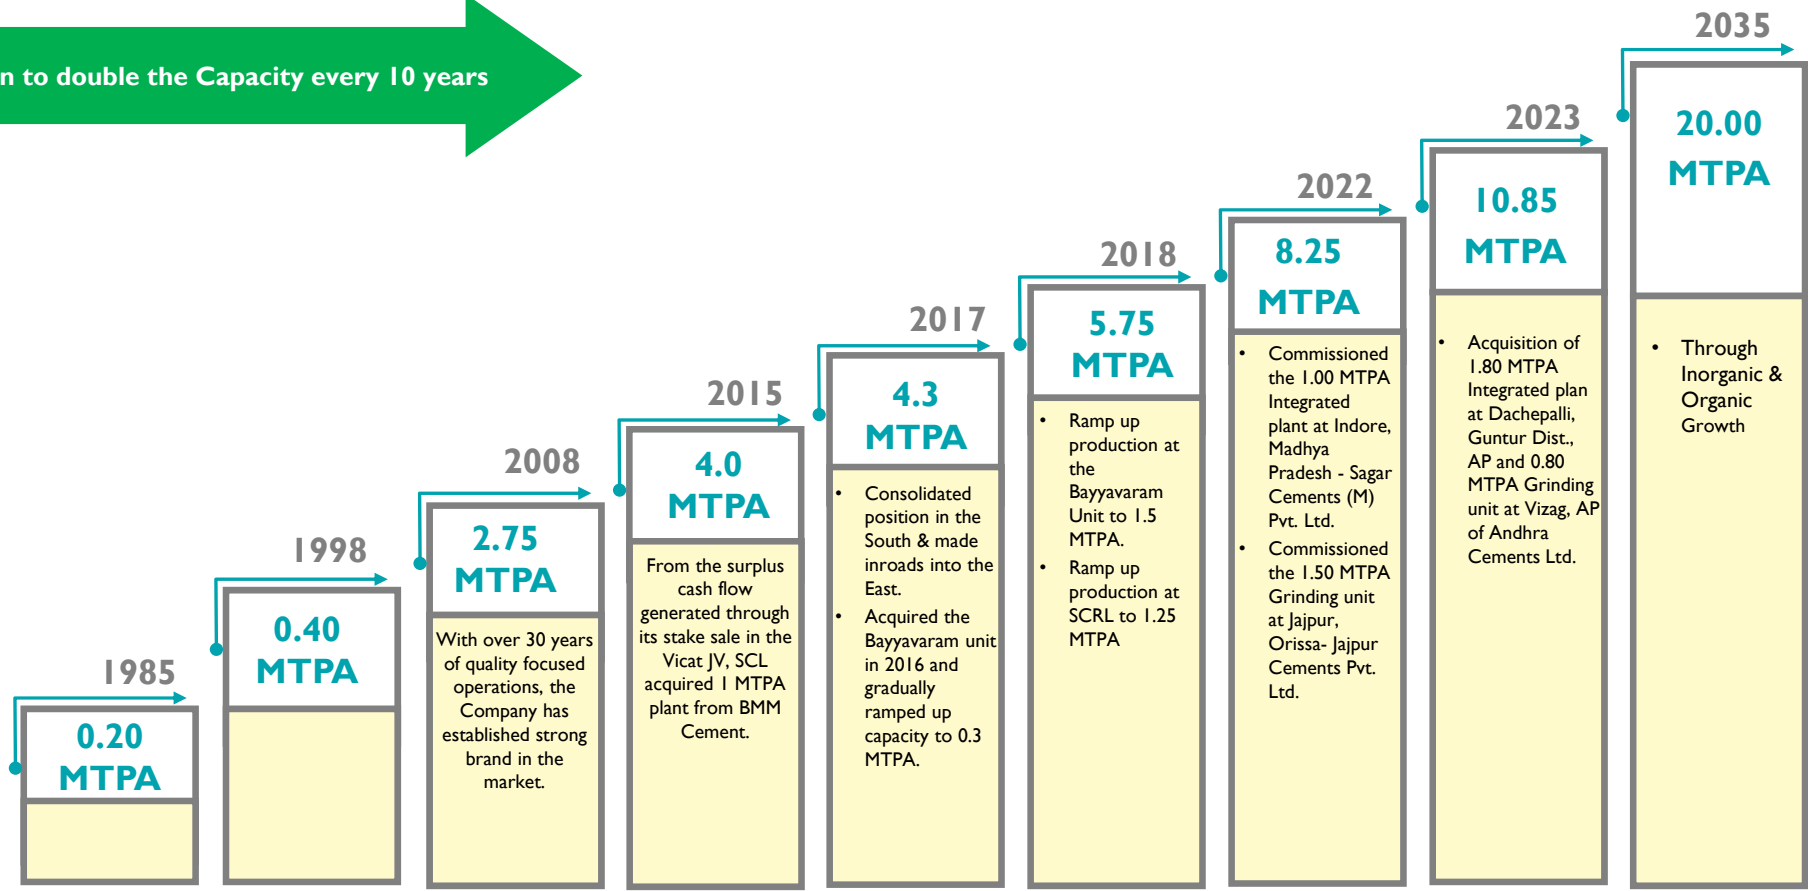 n to double the Capacity every 10 years
1985
0.20
MTPA
1998
0.40
MTPA
2008
2.75
MTPA
With over 30 years
of quality focused
operations, the
Company has
established strong
brand in the
market.
2015
4.0
MTPA
From the surplus
cash flow
generated through
its stake sale in the
Vicat JV, SCL
acquired 1 MTPA
plant from BMM
Cement.
2017
4.3
MTPA
• Consolidated
position in the
South & made
inroads into the
East.
• Acquired the
Bayyavaram unit
in 2016 and
gradually
ramped up
capacity to 0.3
MTPA.
2018
5.75
MTPA
• Ramp up
production at
the
Bayyavaram
Unit to 1.5
MTPA.
• Ramp up
production at
SCRL to 1.25
MTPA
2022
8.25
MTPA
• Commissioned
the 1.00 MTPA
Integrated
plant at Indore,
Madhya
Pradesh - Sagar
Cements (M)
Pvt. Ltd.
• Commissioned
the 1.50 MTPA
Grinding unit
at Jajpur,
Orissa- Jajpur
Cements Pvt.
Ltd.
2023
10.85
MTPA
• Acquisition of
1.80 MTPA
Integrated plan
at Dachepalli,
Guntur Dist.,
AP and 0.80
MTPA Grinding
unit at Vizag, AP
of Andhra
Cements Ltd.
2035
20.00
MTPA
• Through
Inorganic &
Organic
Growth